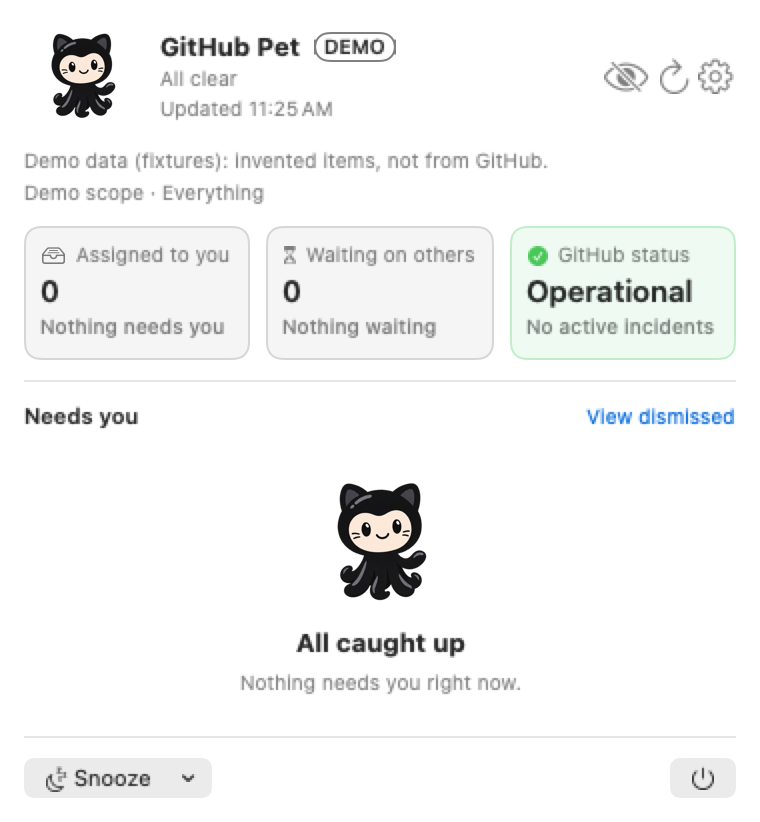 GitHub Pet DEMO
All clear
Updated 11:25 AM
Demo data (fixtures): invented items, not from GitHub.
Demo scope · Everything
Assigned to you
0
Nothing needs you
Waiting on others
0
Nothing waiting
GitHub status
Operational
No active incidents
Needs you
View dismissed
All caught up
Nothing needs you right now.
Snooze